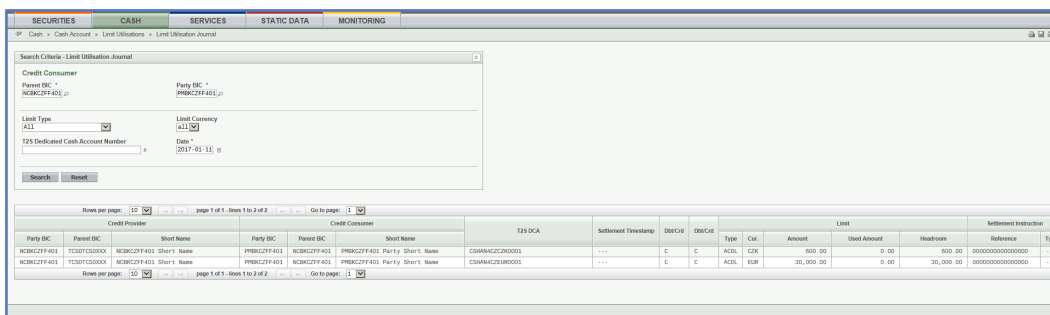 SECURITIES CASH SERVICES STATIC DATA MONITORING
Cash » Cash Account » Limit Utilisations » Limit Utilisation Journal
Search Criteria - Limit Utilisation Journal
Credit Consumer
Parent BIC * Party BIC *
NCBKCZFF401 PMBKCZFF401
Limit Type Limit Currency
All all
T2S Dedicated Cash Account Number Date *
2017-01-11
Search Reset
Rows per page: 10 page 1 of 1 - lines 1 to 2 of 2 Go to page: 1
Credit Provider Credit Consumer T2S DCA Settlement Timestamp Dbt/Crd Dbt/Crd Limit Settlement Instruction
Party BIC Parent BIC Short Name Party BIC Parent BIC Short Name Type Cur. Amount Used Amount Headroom Reference
NCBKCZFF401 TCSOTCSOXXX NCBKCZFF401 Short Name PMBKCZFF401 NCBKCZFF401 PMBKCZFF401 Party Short Name CSHAN4CZCZK0001 --- C C ACOL CZK 600.00 0.00 600.00 0000000000000000
NCBKCZFF401 TCSOTCSOXXX NCBKCZFF401 Short Name PMBKCZFF401 NCBKCZFF401 PMBKCZFF401 Party Short Name CSHAN4CZEUR0001 --- C C ACOL EUR 30,000.00 0.00 30,000.00 0000000000000000
Rows per page: 10 page 1 of 1 - lines 1 to 2 of 2 Go to page: 1